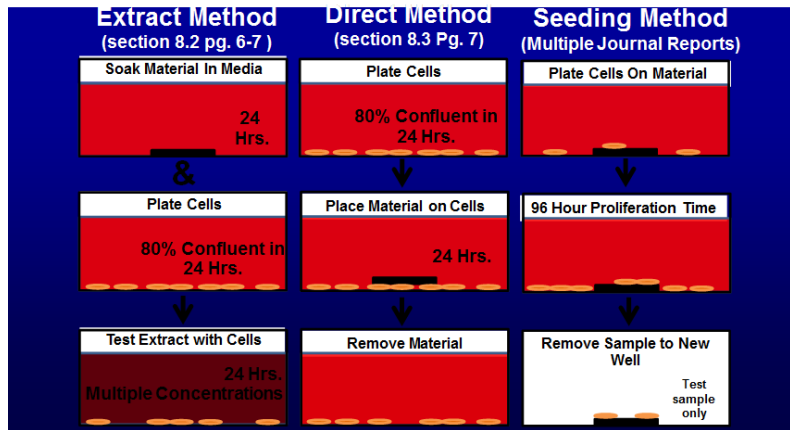 Extract Method
(section 8.2 pg. 6-7 )
Soak Material In Media
24
Hrs.
&
Plate Cells
80% Confluent in
24 Hrs.
Test Extract with Cells
24 Hrs.
Multiple Concentrations
Direct Method
(section 8.3 Pg. 7)
Plate Cells
80% Confluent in
24 Hrs.
Place Material on Cells
24 Hrs.
Remove Material
Seeding Method
(Multiple Journal Reports)
Plate Cells On Material
96 Hour Proliferation Time
Remove Sample to New
Well
Test
sample
only